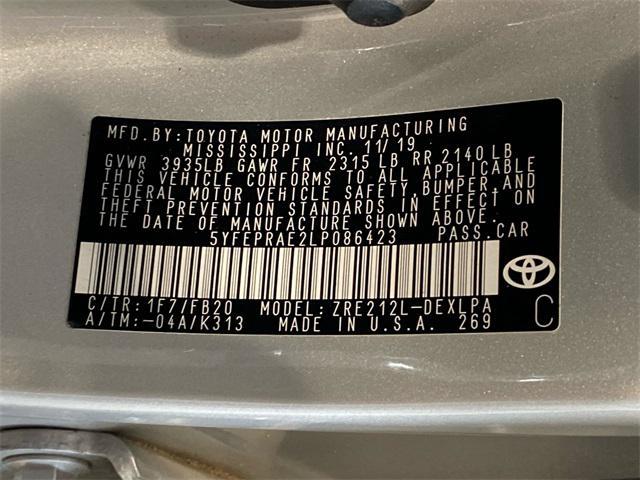 MFD. BY: TOYOTA MOTOR MANUFACTURING
MISSISSIPPI INC. 11/19
GVWR 3935LB GAWR FR 2315 LB RR 2140 LB
THIS VEHICLE CONFORMS TO ALL APPLICABLE
FEDERAL MOTOR VEHICLE SAFETY, BUMPER, AND
THEFT PREVENTION STANDARDS IN EFFECT ON
THE DATE OF MANUFACTURE SHOWN ABOVE.
5YFEPRAE2LP086423 PASS. CAR
C/TR: 1F7/FB20 MODEL: ZRE212L-DEXLPA
A/TM: -04A/K313 MADE IN U.S.A. 269 C